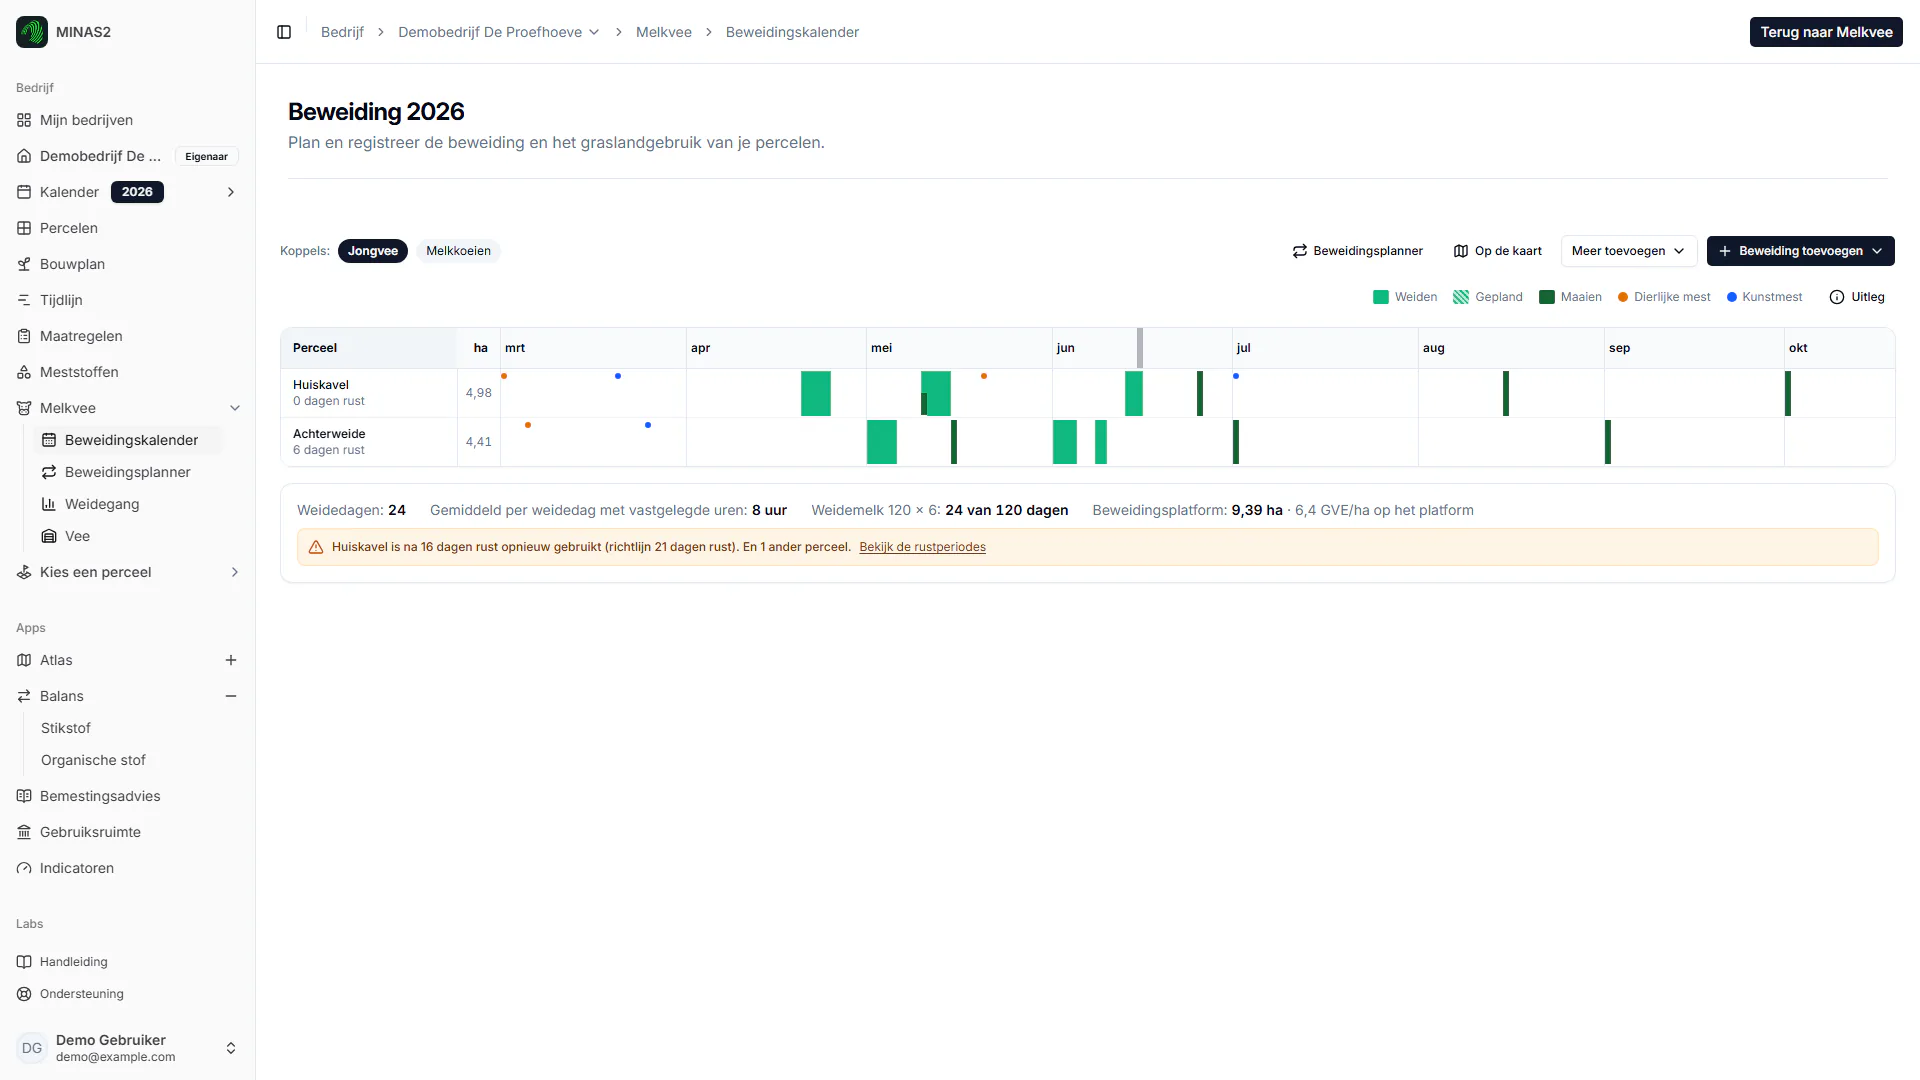 MINAS2
Bedrijf
Mijn bedrijven
Demobedrijf De ... Eigenaar
Kalender 2026
Percelen
Bouwplan
Tijdlijn
Maatregelen
Meststoffen
Melkvee
Beweidingskalender
Beweidingsplanner
Weidegang
Vee
Kies een perceel
Apps
Atlas
Balans
Stikstof
Organische stof
Bemestingsadvies
Gebruiksruimte
Indicatoren
Labs
Handleiding
Ondersteuning
DG Demo Gebruiker
demo@example.com
Bedrijf Demobedrijf De Proefhoeve Melkvee Beweidingskalender
Terug naar Melkvee
Beweiding 2026
Plan en registreer de beweiding en het graslandgebruik van je percelen.
Koppels: Jongvee Melkkoeien
Beweidingsplanner Op de kaart Meer toevoegen Beweiding toevoegen
Weiden Gepland Maaien Dierlijke mest Kunstmest Uitleg
Perceel ha mrt apr mei jun jul aug sep okt
Huiskavel
0 dagen rust
4,98
Achterweide
6 dagen rust
4,41
Weidedagen: 24 Gemiddeld per weidedag met vastgelegde uren: 8 uur Weidemelk 120 × 6: 24 van 120 dagen Beweidingsplatform: 9,39 ha · 6,4 GVE/ha op het platform
Huiskavel is na 16 dagen rust opnieuw gebruikt (richtlijn 21 dagen rust). En 1 ander perceel. Bekijk de rustperiodes